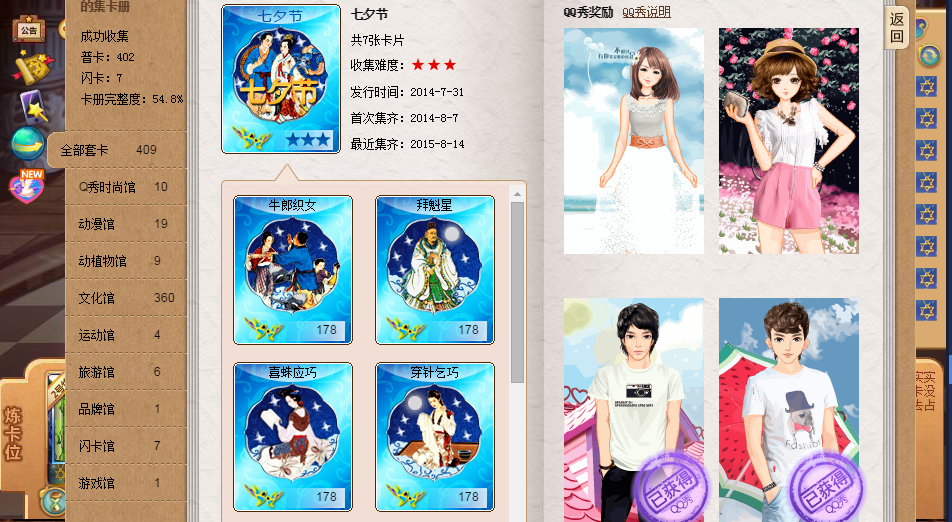 公告
NEW
炼卡位
的集卡册
成功收集
普卡：402
闪卡：7
卡册完整度：54.8%
全部套卡 409
Q秀时尚馆 10
动漫馆 19
动植物馆 9
文化馆 360
运动馆 4
旅游馆 6
品牌馆 1
闪卡馆 7
游戏馆 1
七夕节
七夕节
七夕节
共7张卡片
收集难度：★★★
发行时间：2014-7-31
首次集齐：2014-8-7
最近集齐：2015-8-14
牛郎织女
178
拜魁星
178
喜蛛应巧
178
穿针乞巧
178
QQ秀奖励 QQ秀说明
已获得
QQ秀
Fashion
已获得
QQ秀
返回
实实
卡没
去占